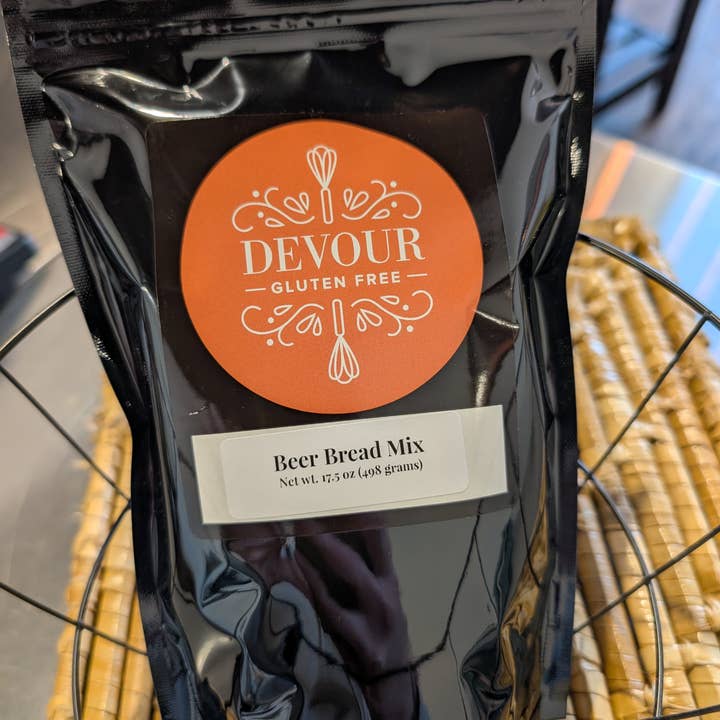 DEVOUR
GLUTEN FREE
Beer Bread Mix
Net wt. 17.5 oz (498 grams)